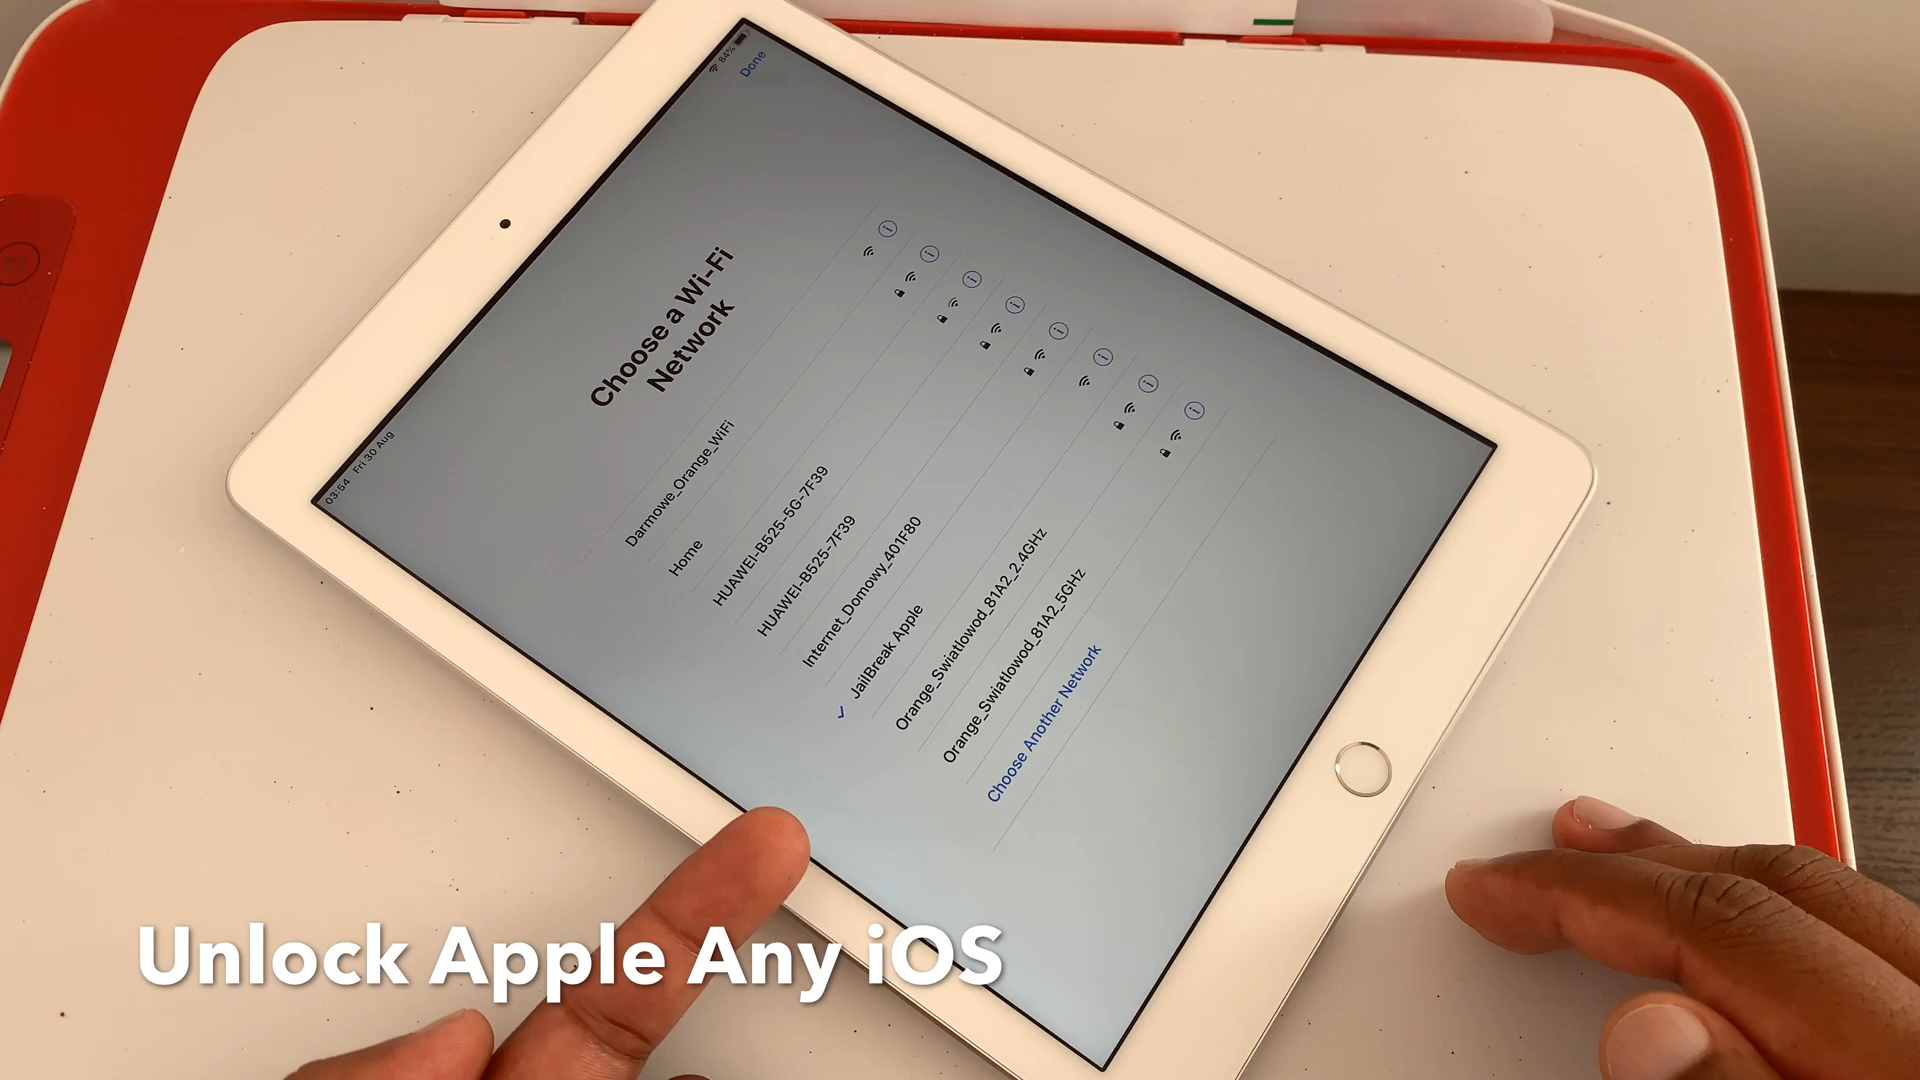 03:54 Fri 30 Aug
84%
Done
Choose a Wi-Fi
Network
Darmowe_Orange_WiFi
Home
HUAWEI-B525-5G-7F39
HUAWEI-B525-7F39
Internet_Domowy_401F80
JailBreak Apple
Orange_Swiatlowod_81A2_2.4GHz
Orange_Swiatlowod_81A2_5GHz
Choose Another Network
Unlock Apple Any iOS